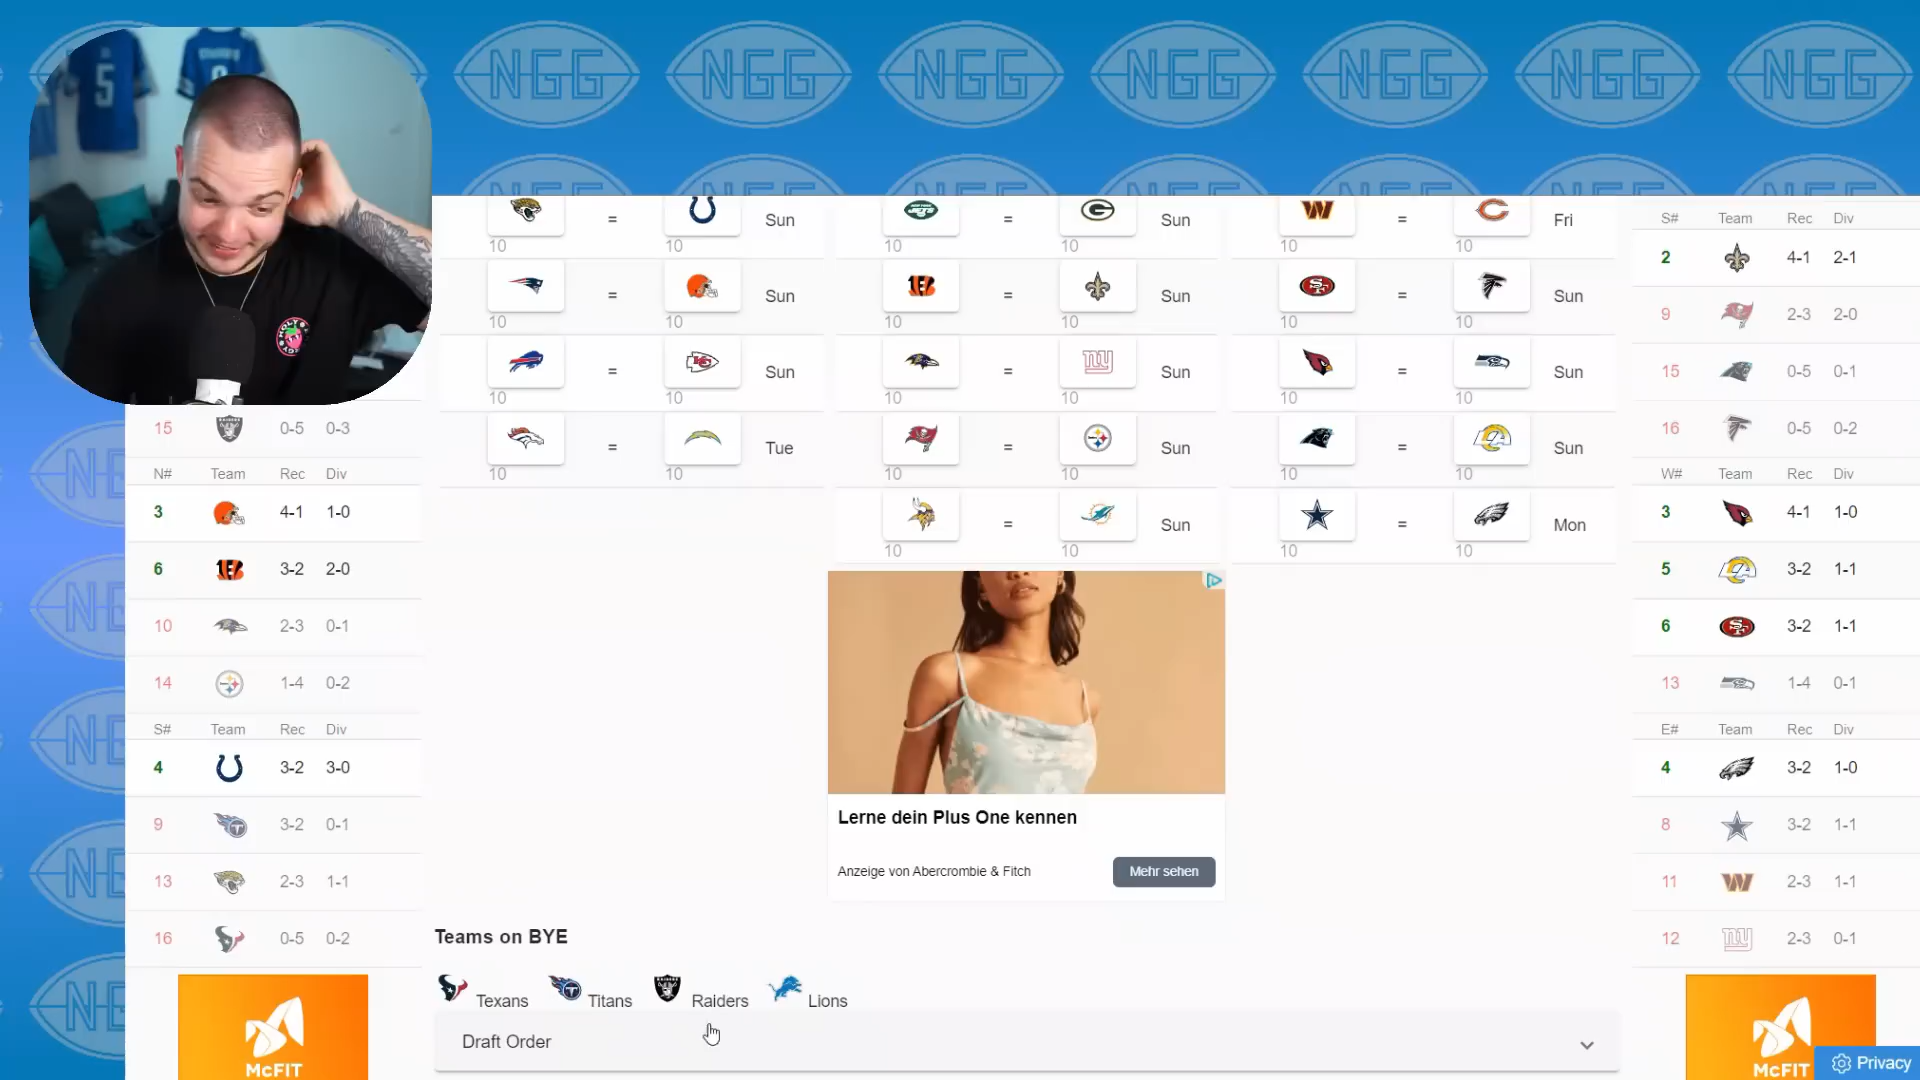 NGG NGG NGG NGG NGG NGG NGG
5
HOLY
= Sun = Sun = Fri
10 10 10 10 10 10
= Sun = Sun = Sun
10 10 10 10 10 10
= Sun = Sun = Sun
10 10 10 10 10 10
= Tue = Sun = Sun
10 10 10 10 10 10
= Sun = Mon
10 10 10 10
15 0-5 0-3
N# Team Rec Div
3 4-1 1-0
6 3-2 2-0
10 2-3 0-1
14 1-4 0-2
S# Team Rec Div
4 3-2 3-0
9 3-2 0-1
13 2-3 1-1
16 0-5 0-2
McFIT
Lerne dein Plus One kennen
Anzeige von Abercrombie & Fitch
Mehr sehen
Teams on BYE
Texans Titans Raiders Lions
Draft Order
S# Team Rec Div
2 4-1 2-1
9 2-3 2-0
15 0-5 0-1
16 0-5 0-2
W# Team Rec Div
3 4-1 1-0
5 3-2 1-1
6 3-2 1-1
13 1-4 0-1
E# Team Rec Div
4 3-2 1-0
8 3-2 1-1
11 2-3 1-1
12 2-3 0-1
McFIT
Privacy